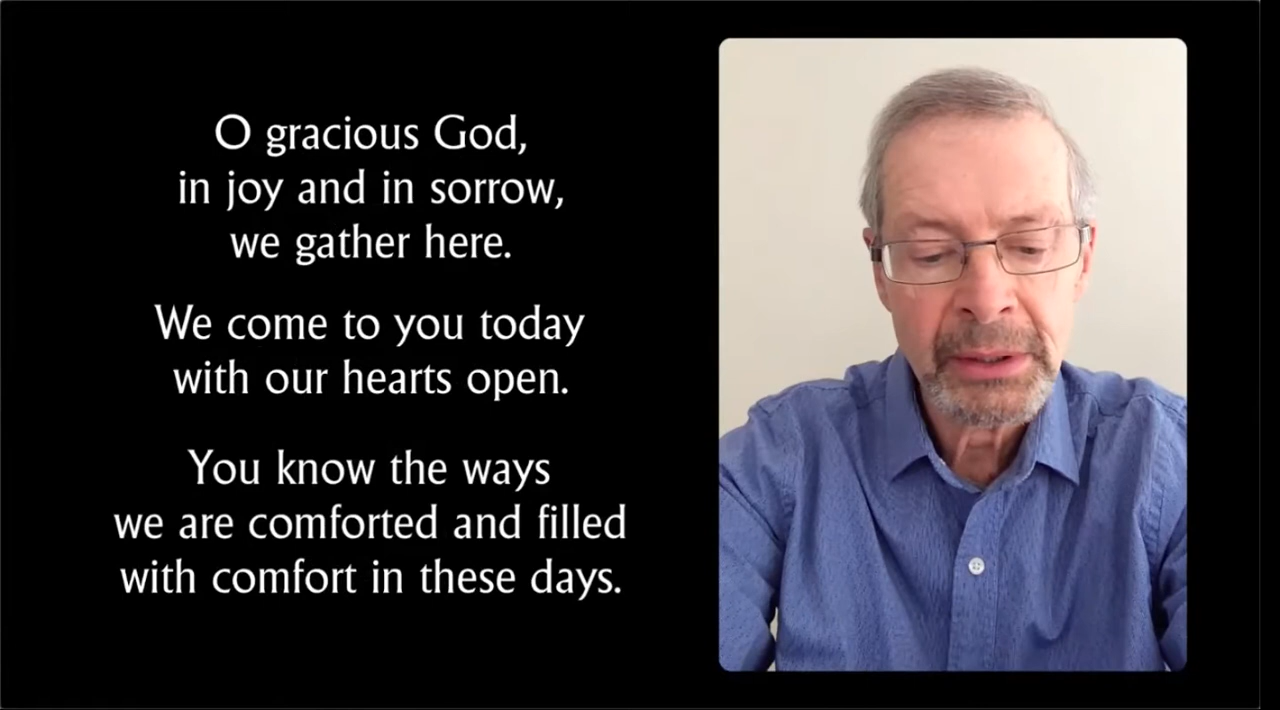 O gracious God,
in joy and in sorrow,
we gather here.
We come to you today
with our hearts open.
You know the ways
we are comforted and filled
with comfort in these days.